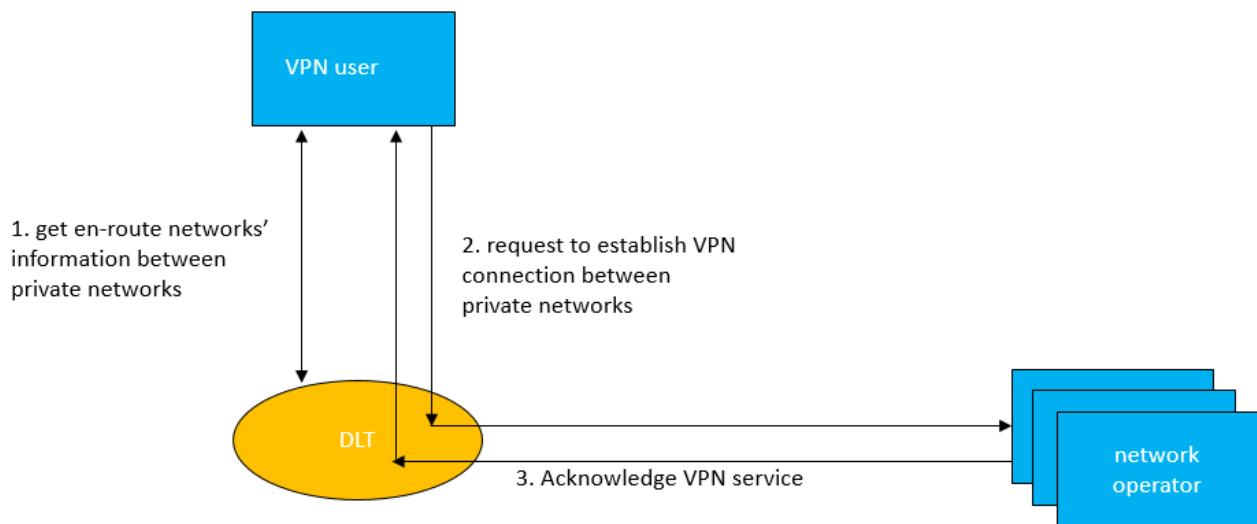 VPN user
1. get en-route networks’
information between
private networks
2. request to establish VPN
connection between
private networks
DLT
3. Acknowledge VPN service
network
operator